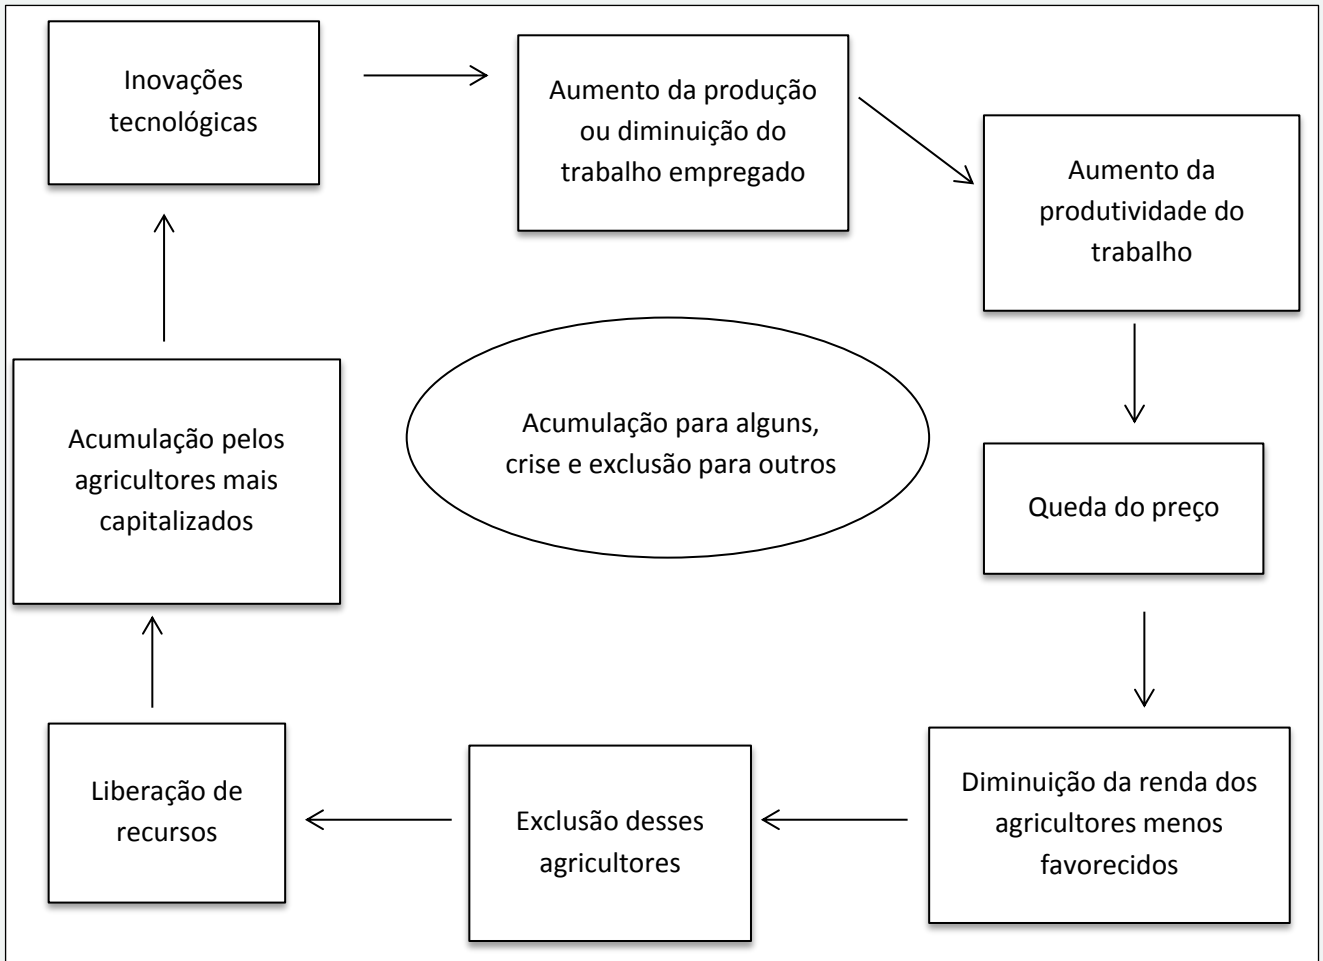 Inovações
tecnológicas
Aumento da produção
ou diminuição do
trabalho empregado
Aumento da
produtividade do
trabalho
Queda do preço
Diminuição da renda dos
agricultores menos
favorecidos
Exclusão desses
agricultores
Liberação de
recursos
Acumulação pelos
agricultores mais
capitalizados
Acumulação para alguns,
crise e exclusão para outros